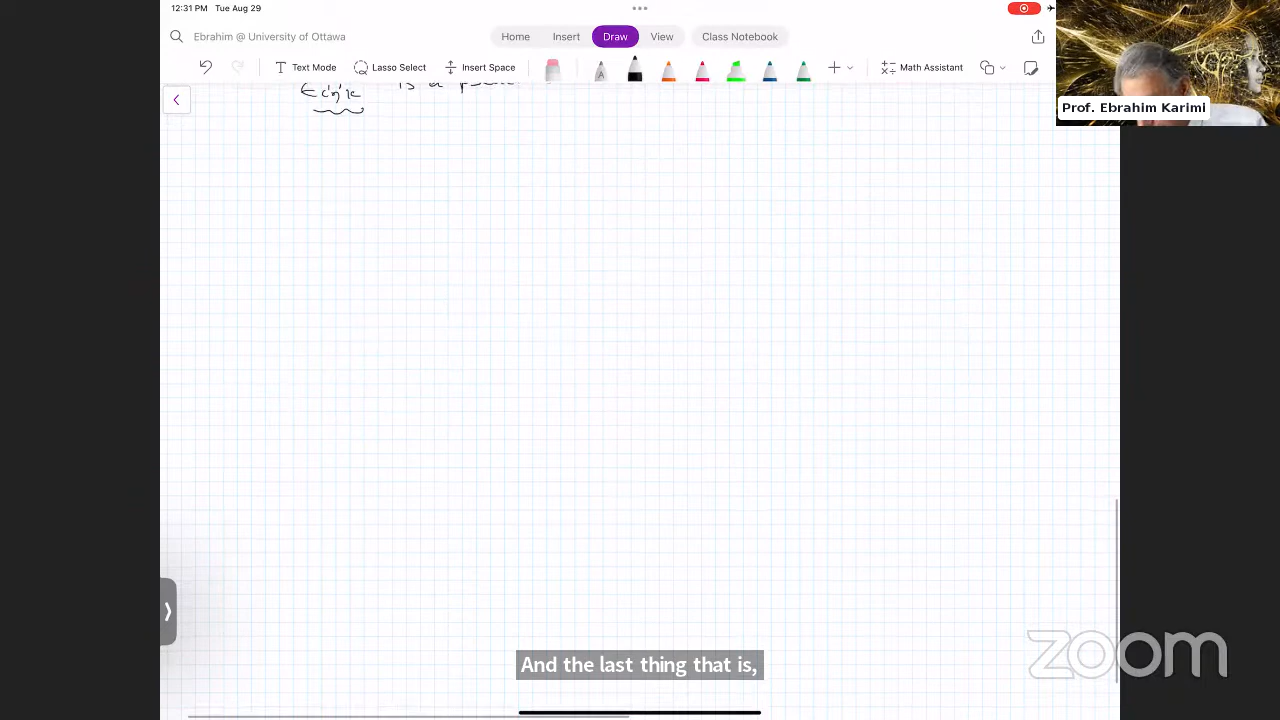 12:31 PM Tue Aug 29
Ebrahim @ University of Ottawa
Home Insert Draw View Class Notebook
Text Mode Lasso Select Insert Space A Math Assistant
Prof. Ebrahim Karimi
is a
And the last thing that is,
zoom